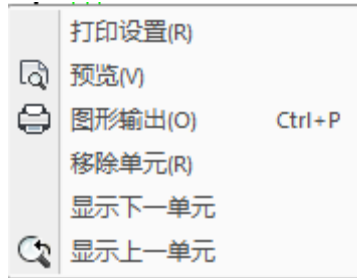 打印设置(R)
预览(V)
图形输出(O) Ctrl+P
移除单元(R)
显示下一单元
显示上一单元